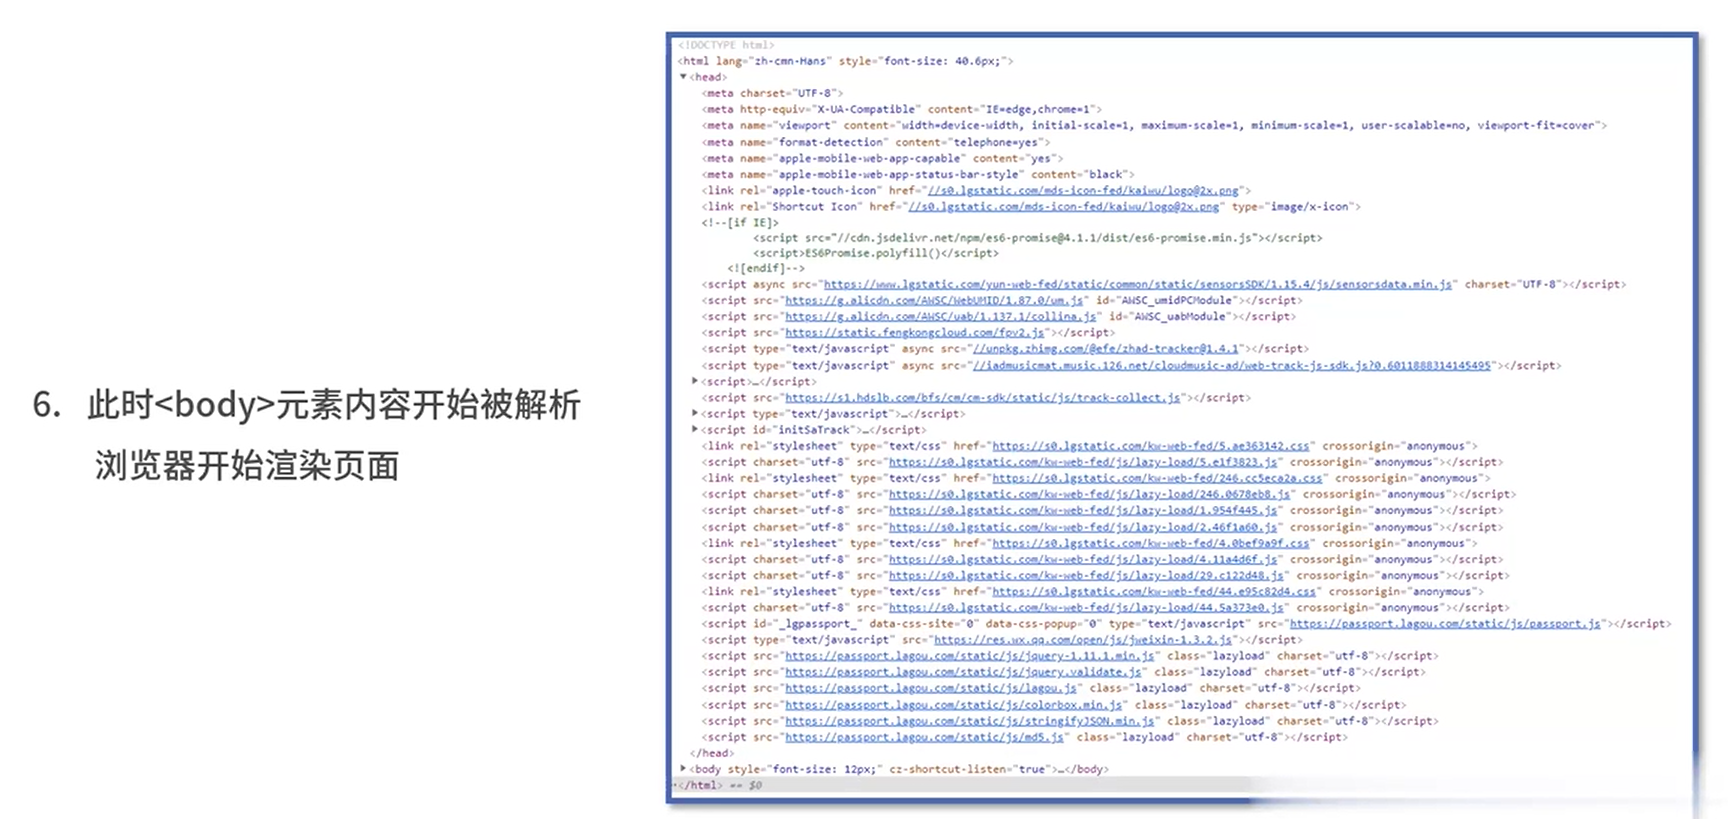 6. 此时<body>元素内容开始被解析
浏览器开始渲染页面
<!DOCTYPE html>
<html lang="zh-cmn-Hans" style="font-size: 40.6px;">
▼<head>
<meta charset="UTF-8">
<meta http-equiv="X-UA-Compatible" content="IE=edge,chrome=1">
<meta name="viewport" content="width=device-width, initial-scale=1, maximum-scale=1, minimum-scale=1, user-scalable=no, viewport-fit=cover">
<meta name="format-detection" content="telephone=yes">
<meta name="apple-mobile-web-app-capable" content="yes">
<meta name="apple-mobile-web-app-status-bar-style" content="black">
<link rel="apple-touch-icon" href="//s0.lgstatic.com/mds-icon-fed/kaiwu/logo@2x.png">
<link rel="Shortcut Icon" href="//s0.lgstatic.com/mds-icon-fed/kaiwu/logo@2x.png" type="image/x-icon">
<!--[if IE]>
<script src="//cdn.jsdelivr.net/npm/es6-promise@4.1.1/dist/es6-promise.min.js"></script>
<script>ES6Promise.polyfill()</script>
<![endif]-->
<script async src="https://www.lgstatic.com/yun-web-fed/static/common/static/sensorsSDK/1.15.4/js/sensorsdata.min.js" charset="UTF-8"></script>
<script src="https://g.alicdn.com/AWSC/WebUMID/1.87.0/um.js" id="AWSC_umidPCModule"></script>
<script src="https://g.alicdn.com/AWSC/uab/1.137.1/collina.js" id="AWSC_uabModule"></script>
<script src="https://static.fengkongcloud.com/fpv2.js"></script>
<script type="text/javascript" async src="//unpkg.zhimg.com/@efe/zhad-tracker@1.4.1"></script>
<script type="text/javascript" async src="//iadmusicmat.music.126.net/cloudmusic-ad/web-track-js-sdk.js?0.6011888314145495"></script>
▶<script>…</script>
<script src="https://s1.hdslb.com/bfs/cm/cm-sdk/static/js/track-collect.js"></script>
▶<script type="text/javascript">…</script>
▶<script id="initSaTrack">…</script>
<link rel="stylesheet" type="text/css" href="https://s0.lgstatic.com/kw-web-fed/5.ae363142.css" crossorigin="anonymous">
<script charset="utf-8" src="https://s0.lgstatic.com/kw-web-fed/js/lazy-load/5.e1f3823.js" crossorigin="anonymous"></script>
<link rel="stylesheet" type="text/css" href="https://s0.lgstatic.com/kw-web-fed/246.cc5eca2a.css" crossorigin="anonymous">
<script charset="utf-8" src="https://s0.lgstatic.com/kw-web-fed/js/lazy-load/246.0678eb8.js" crossorigin="anonymous"></script>
<script charset="utf-8" src="https://s0.lgstatic.com/kw-web-fed/js/lazy-load/1.954f445.js" crossorigin="anonymous"></script>
<script charset="utf-8" src="https://s0.lgstatic.com/kw-web-fed/js/lazy-load/2.46f1a60.js" crossorigin="anonymous"></script>
<link rel="stylesheet" type="text/css" href="https://s0.lgstatic.com/kw-web-fed/4.0bef9a9f.css" crossorigin="anonymous">
<script charset="utf-8" src="https://s0.lgstatic.com/kw-web-fed/js/lazy-load/4.11a4d6f.js" crossorigin="anonymous"></script>
<script charset="utf-8" src="https://s0.lgstatic.com/kw-web-fed/js/lazy-load/29.c122d48.js" crossorigin="anonymous"></script>
<link rel="stylesheet" type="text/css" href="https://s0.lgstatic.com/kw-web-fed/44.e95c82d4.css" crossorigin="anonymous">
<script charset="utf-8" src="https://s0.lgstatic.com/kw-web-fed/js/lazy-load/44.5a373e0.js" crossorigin="anonymous"></script>
<script id="_lgpassport_" data-css-site="0" data-css-popup="0" type="text/javascript" src="https://passport.lagou.com/static/js/passport.js"></script>
<script type="text/javascript" src="https://res.wx.qq.com/open/js/jweixin-1.3.2.js"></script>
<script src="https://passport.lagou.com/static/js/jquery-1.11.1.min.js" class="lazyload" charset="utf-8"></script>
<script src="https://passport.lagou.com/static/js/jquery.validate.js" class="lazyload" charset="utf-8"></script>
<script src="https://passport.lagou.com/static/js/lagou.js" class="lazyload" charset="utf-8"></script>
<script src="https://passport.lagou.com/static/js/colorbox.min.js" class="lazyload" charset="utf-8"></script>
<script src="https://passport.lagou.com/static/js/stringifyJSON.min.js" class="lazyload" charset="utf-8"></script>
<script src="https://passport.lagou.com/static/js/md5.js" class="lazyload" charset="utf-8"></script>
</head>
▶<body style="font-size: 12px;" cz-shortcut-listen="true">…</body>
</html> == $0